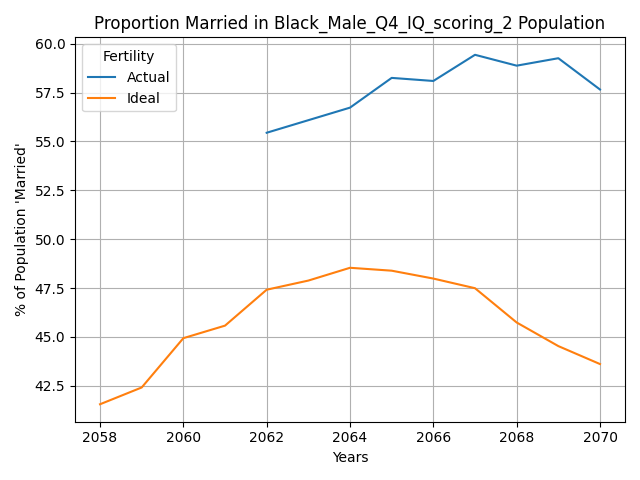 Proportion Married in Black_Male_Q4_IQ_scoring_2 Population
Fertility
Actual
Ideal
% of Population 'Married'
60.0
57.5
55.0
52.5
50.0
47.5
45.0
42.5
2058 2060 2062 2064 2066 2068 2070
Years